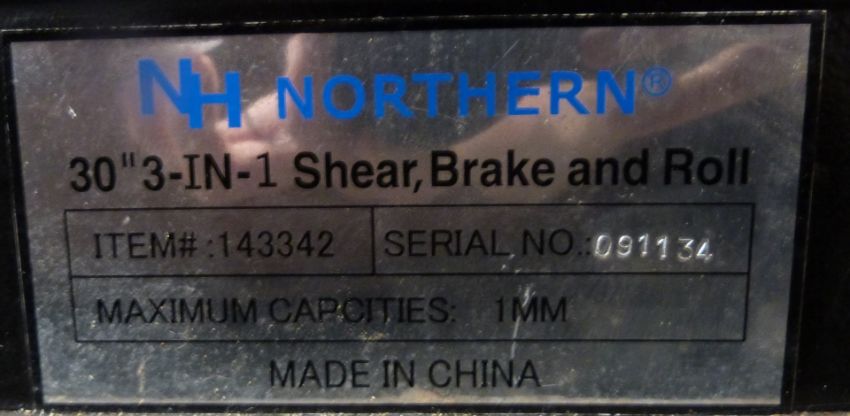 NH NORTHERN®
30"3-IN-1 Shear, Brake and Roll
ITEM# :143342 SERIAL NO.:091134
MAXIMUM CAPCITIES: 1MM
MADE IN CHINA